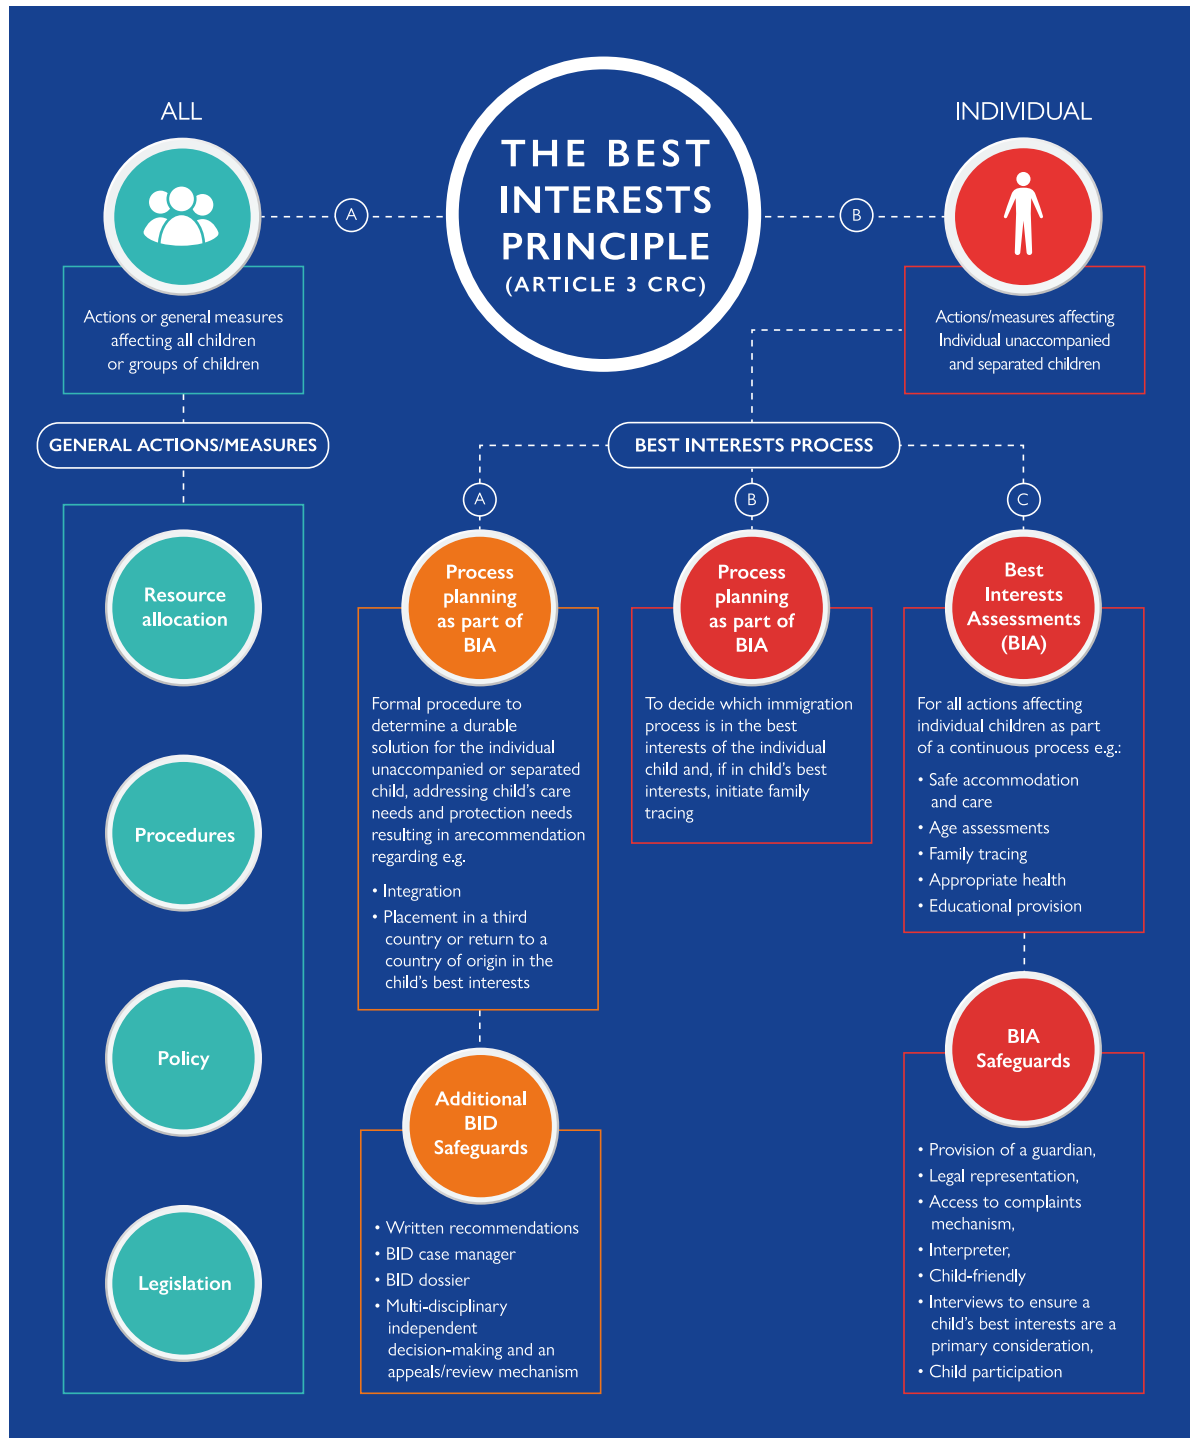 THE BEST
INTERESTS
PRINCIPLE
(ARTICLE 3 CRC)
ALL
A
Actions or general measures
affecting all children
or groups of children
GENERAL ACTIONS/MEASURES
Resource
allocation
Procedures
Policy
Legislation
INDIVIDUAL
B
Actions/measures affecting
Individual unaccompanied
and separated children
BEST INTERESTS PROCESS
A
Process
planning
as part of
BIA
Formal procedure to
determine a durable
solution for the individual
unaccompanied or separated
child, addressing child's care
needs and protection needs
resulting in arecommendation
regarding e.g.
• Integration
• Placement in a third
country or return to a
country of origin in the
child's best interests
Additional
BID
Safeguards
• Written recommendations
• BID case manager
• BID dossier
• Multi-disciplinary
independent
decision-making and an
appeals/review mechanism
B
Process
planning
as part of
BIA
To decide which immigration
process is in the best
interests of the individual
child and, if in child's best
interests, initiate family
tracing
C
Best
Interests
Assessments
(BIA)
For all actions affecting
individual children as part
of a continuous process e.g.:
• Safe accommodation
and care
• Age assessments
• Family tracing
• Appropriate health
• Educational provision
BIA
Safeguards
• Provision of a guardian,
• Legal representation,
• Access to complaints
mechanism,
• Interpreter,
• Child-friendly
• Interviews to ensure a
child's best interests are a
primary consideration,
• Child participation